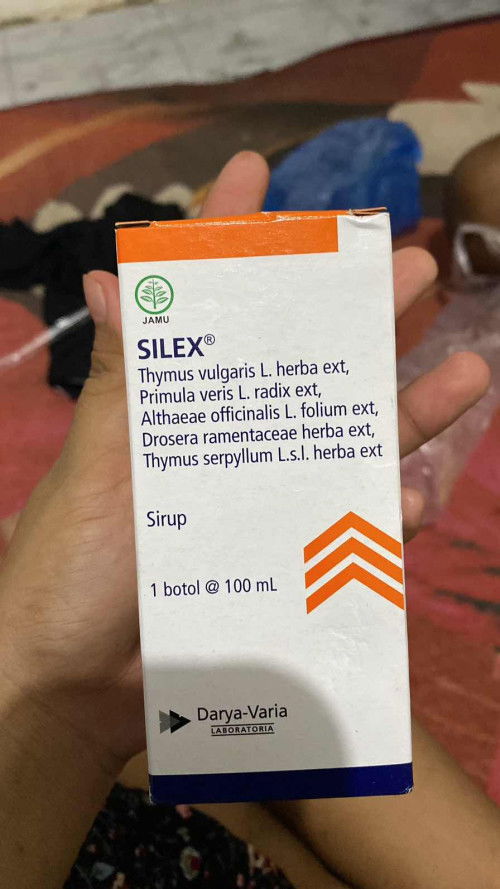 JAMU
SILEX®
Thymus vulgaris L. herba ext,
Primula veris L. radix ext,
Althaeae officinalis L. folium ext,
Drosera ramentaceae herba ext,
Thymus serpyllum L.s.l. herba ext
Sirup
1 botol @ 100 mL
Darya-Varia
LABORATORIA